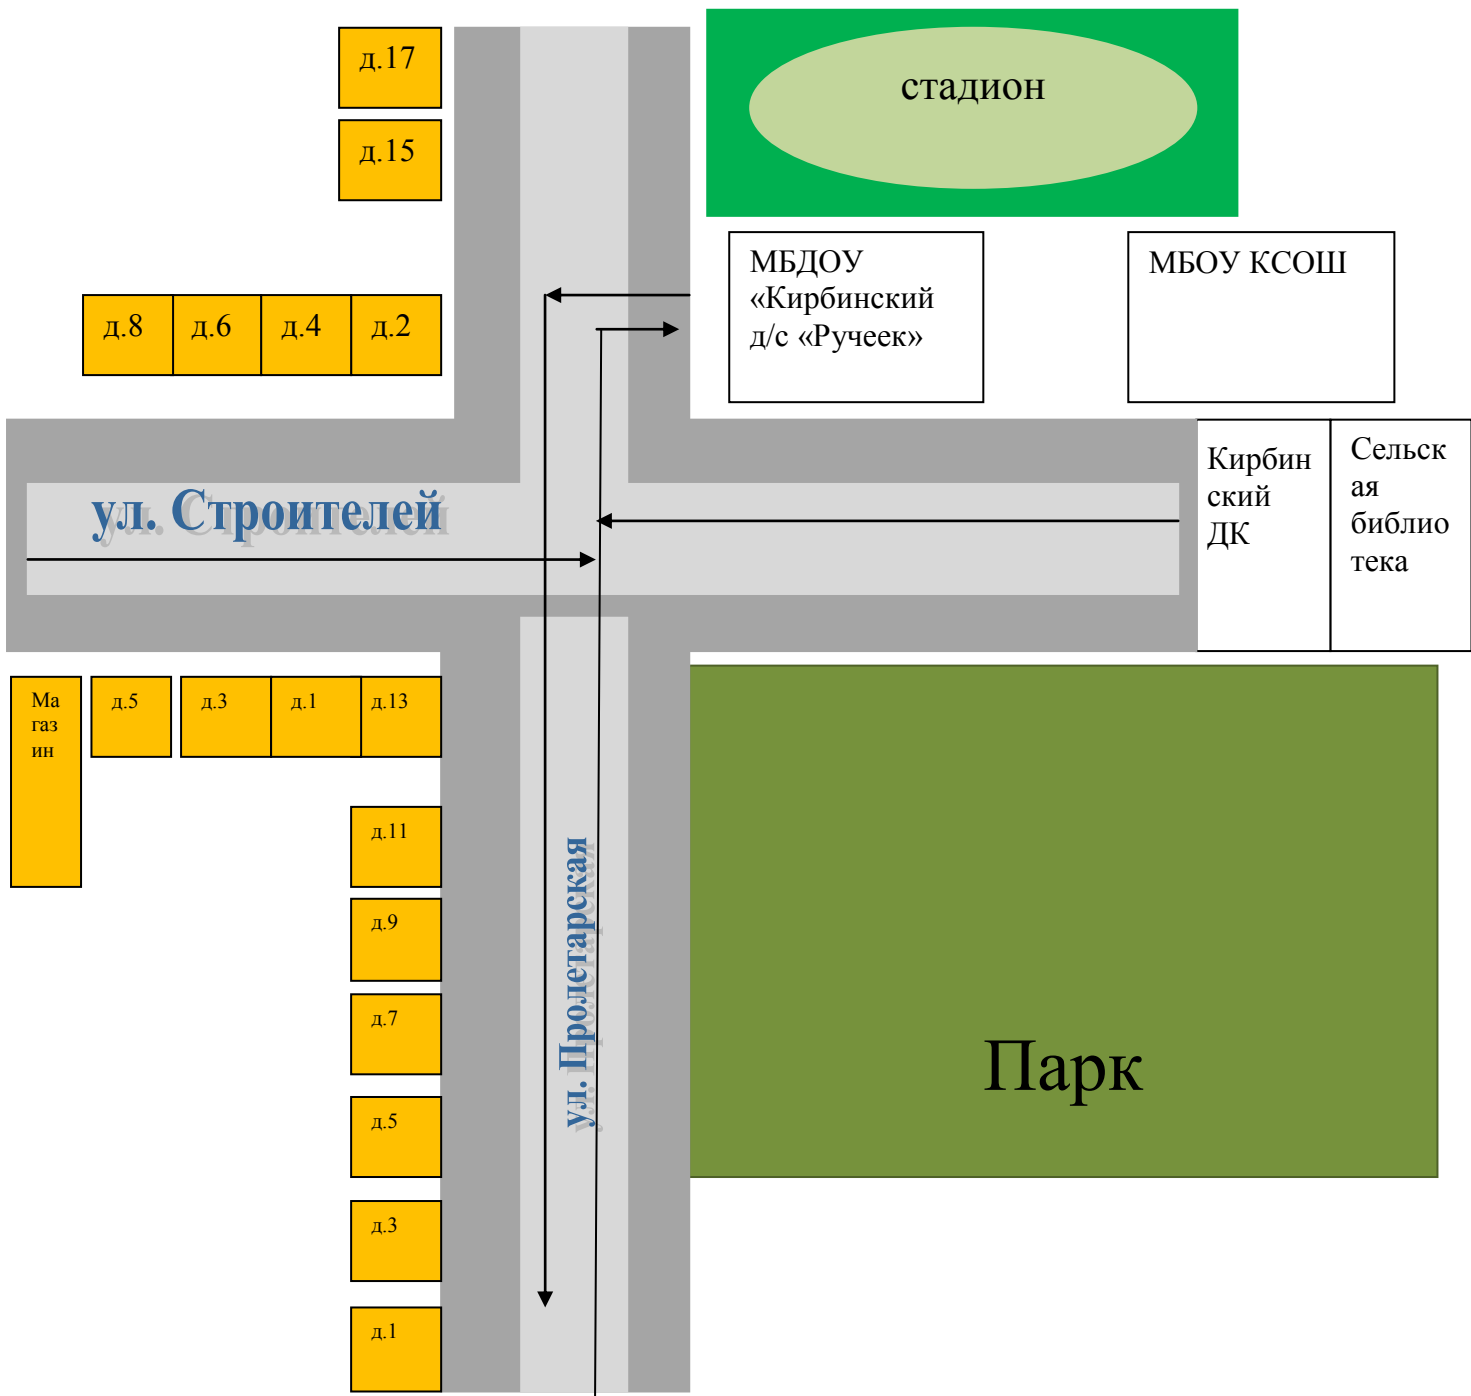 д.17
стадион
д.15
МБДОУ
«Кирбинский
д/с «Ручеек»
МБОУ КСОШ
д.8
д.6
д.4
д.2
ул. Строителей
Кирбин
ский
ДК
Сельск
ая
библио
тека
Ма
газ
ин
д.5
д.3
д.1
д.13
д.11
д.9
ул. Пролетарская
д.7
Парк
д.5
д.3
д.1